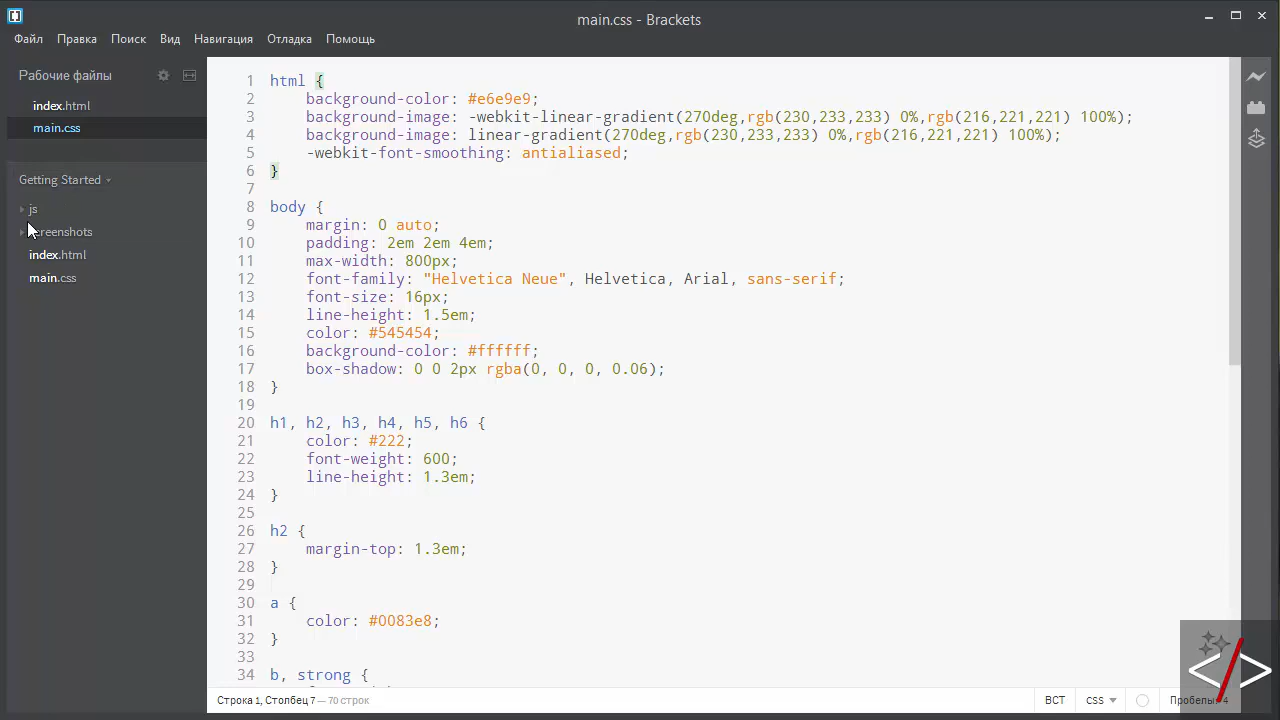 main.css - Brackets
Файл Правка Поиск Вид Навигация Отладка Помощь
Рабочие файлы
index.html
main.css
Getting Started
js
screenshots
index.html
main.css
1 html {
2 background-color: #e6e9e9;
3 background-image: -webkit-linear-gradient(270deg,rgb(230,233,233) 0%,rgb(216,221,221) 100%);
4 background-image: linear-gradient(270deg,rgb(230,233,233) 0%,rgb(216,221,221) 100%);
5 -webkit-font-smoothing: antialiased;
6 }
7
8 body {
9 margin: 0 auto;
10 padding: 2em 2em 4em;
11 max-width: 800px;
12 font-family: "Helvetica Neue", Helvetica, Arial, sans-serif;
13 font-size: 16px;
14 line-height: 1.5em;
15 color: #545454;
16 background-color: #ffffff;
17 box-shadow: 0 0 2px rgba(0, 0, 0, 0.06);
18 }
19
20 h1, h2, h3, h4, h5, h6 {
21 color: #222;
22 font-weight: 600;
23 line-height: 1.3em;
24 }
25
26 h2 {
27 margin-top: 1.3em;
28 }
29
30 a {
31 color: #0083e8;
32 }
33
34 b, strong {
Строка 1, Столбец 7 — 70 строк
ВСТ CSS Пробелы: 4